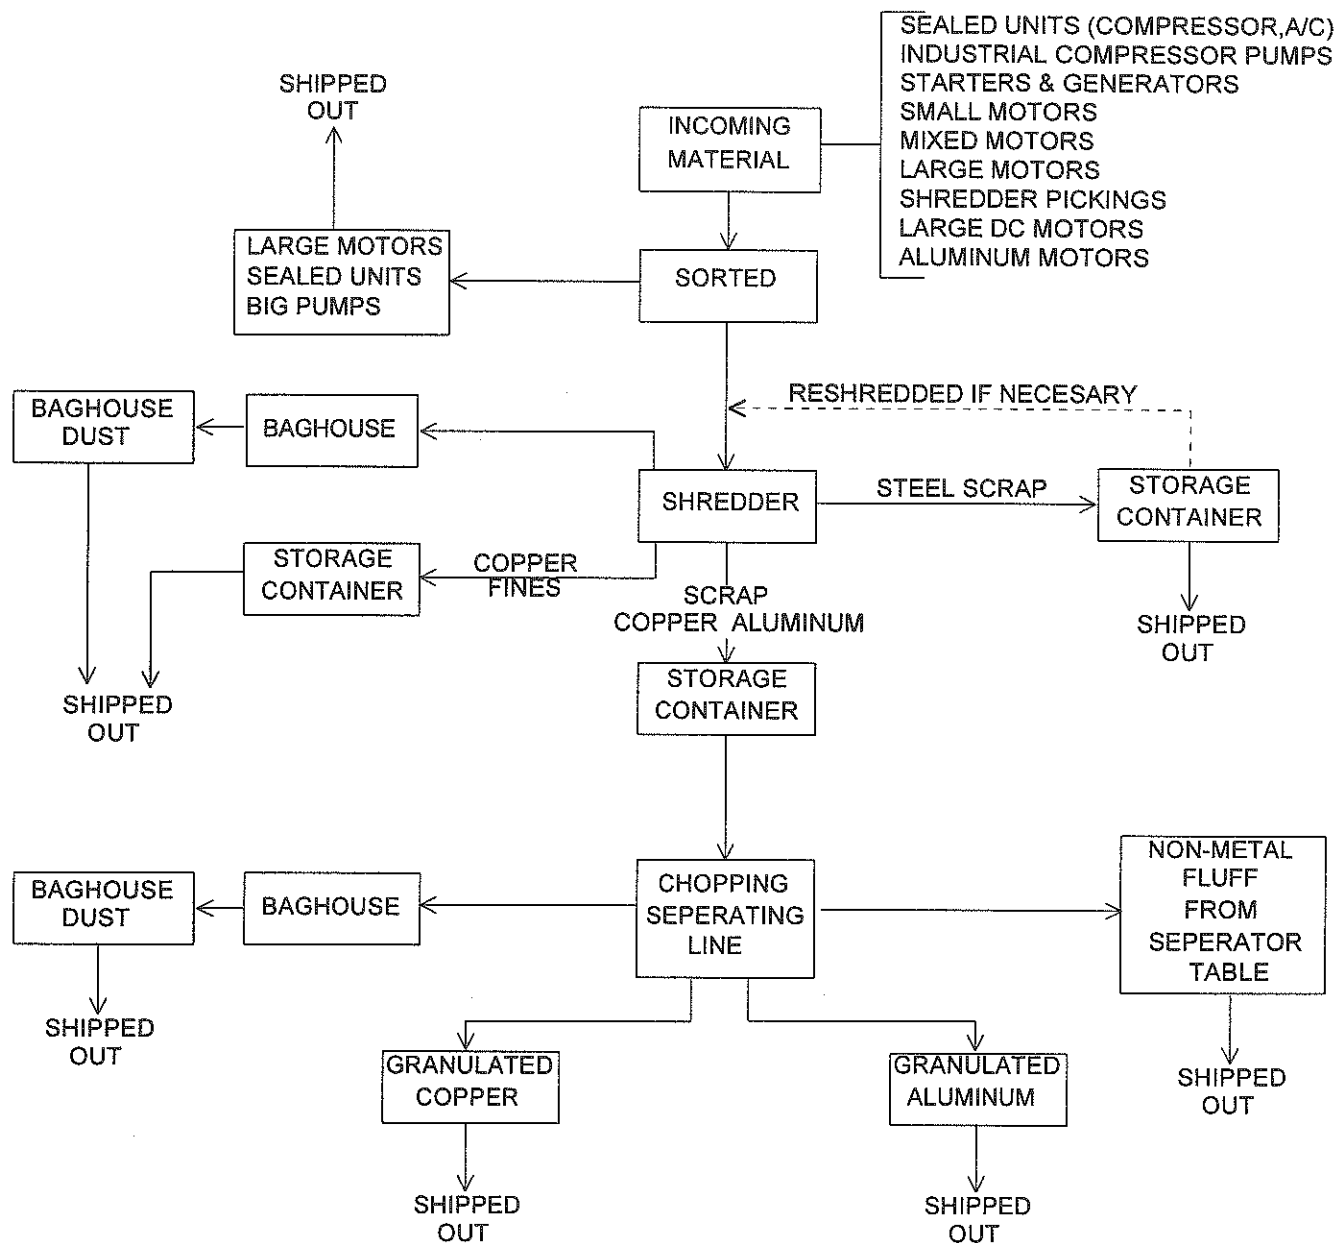 SEALED UNITS (COMPRESSOR,A/C)
INDUSTRIAL COMPRESSOR PUMPS
STARTERS & GENERATORS
SMALL MOTORS
MIXED MOTORS
LARGE MOTORS
SHREDDER PICKINGS
LARGE DC MOTORS
ALUMINUM MOTORS
INCOMING
MATERIAL
SHIPPED
OUT
LARGE MOTORS
SEALED UNITS
BIG PUMPS
SORTED
RESHREDDED IF NECESARY
BAGHOUSE
DUST
BAGHOUSE
SHREDDER
STEEL SCRAP
STORAGE
CONTAINER
STORAGE
CONTAINER
COPPER
FINES
SCRAP
COPPER ALUMINUM
SHIPPED
OUT
STORAGE
CONTAINER
SHIPPED
OUT
BAGHOUSE
DUST
BAGHOUSE
CHOPPING
SEPERATING
LINE
NON-METAL
FLUFF
FROM
SEPERATOR
TABLE
SHIPPED
OUT
GRANULATED
COPPER
GRANULATED
ALUMINUM
SHIPPED
OUT
SHIPPED
OUT
SHIPPED
OUT